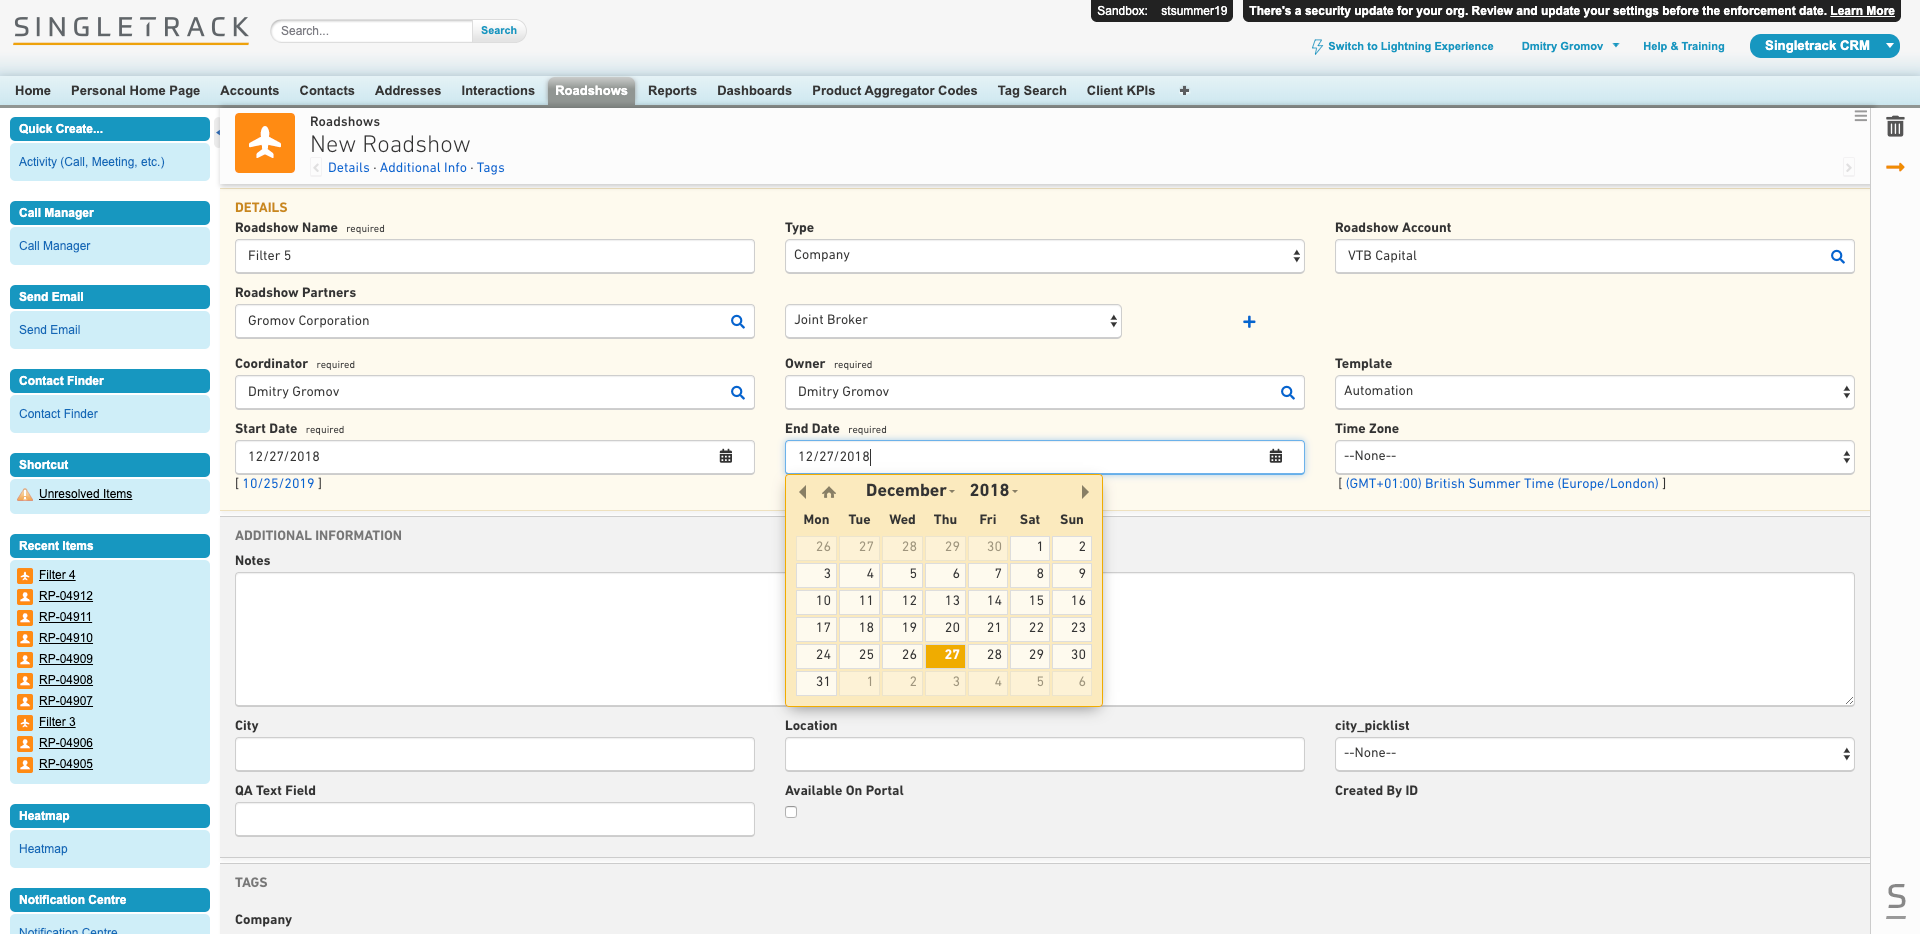 Sandbox: stsummer19
There's a security update for your org. Review and update your settings before the enforcement date. Learn More
SINGLETRACK
Search...
Search
Switch to Lightning Experience
Dmitry Gromov
Help & Training
Singletrack CRM
Home Personal Home Page Accounts Contacts Addresses Interactions Roadshows Reports Dashboards Product Aggregator Codes Tag Search Client KPIs +
Quick Create...
Activity (Call, Meeting, etc.)
Call Manager
Call Manager
Send Email
Send Email
Contact Finder
Contact Finder
Shortcut
Unresolved Items
Recent Items
Filter 4
RP-04912
RP-04911
RP-04910
RP-04909
RP-04908
RP-04907
Filter 3
RP-04906
RP-04905
Heatmap
Heatmap
Notification Centre
Notification Centre
Roadshows
New Roadshow
Details · Additional Info · Tags
DETAILS
Roadshow Name required
Filter 5
Type
Company
Roadshow Account
VTB Capital
Roadshow Partners
Gromov Corporation
Joint Broker
Coordinator required
Dmitry Gromov
Owner required
Dmitry Gromov
Template
Automation
Start Date required
12/27/2018
[ 10/25/2019 ]
End Date required
12/27/2018
Time Zone
--None--
[ (GMT+01:00) British Summer Time (Europe/London) ]
December 2018
Mon Tue Wed Thu Fri Sat Sun
26 27 28 29 30 1 2
3 4 5 6 7 8 9
10 11 12 13 14 15 16
17 18 19 20 21 22 23
24 25 26 27 28 29 30
31 1 2 3 4 5 6
ADDITIONAL INFORMATION
Notes
City
Location
city_picklist
--None--
QA Text Field
Available On Portal
Created By ID
TAGS
Company
S